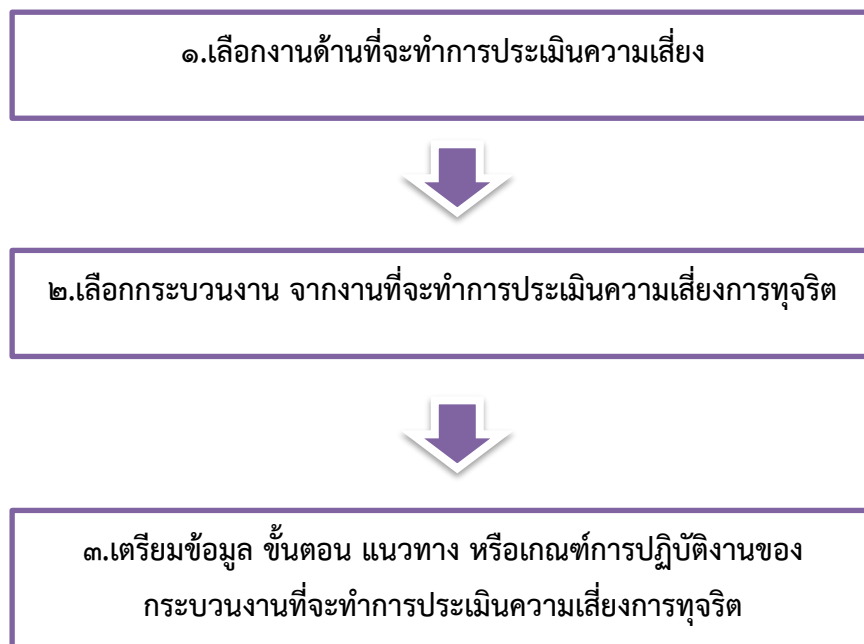 ๑.เลือกงานด้านที่จะทำการประเมินความเสี่ยง
๒.เลือกกระบวนงาน จากงานที่จะทำการประเมินความเสี่ยงการทุจริต
๓.เตรียมข้อมูล ขั้นตอน แนวทาง หรือเกณฑ์การปฏิบัติงานของ
กระบวนงานที่จะทำการประเมินความเสี่ยงการทุจริต